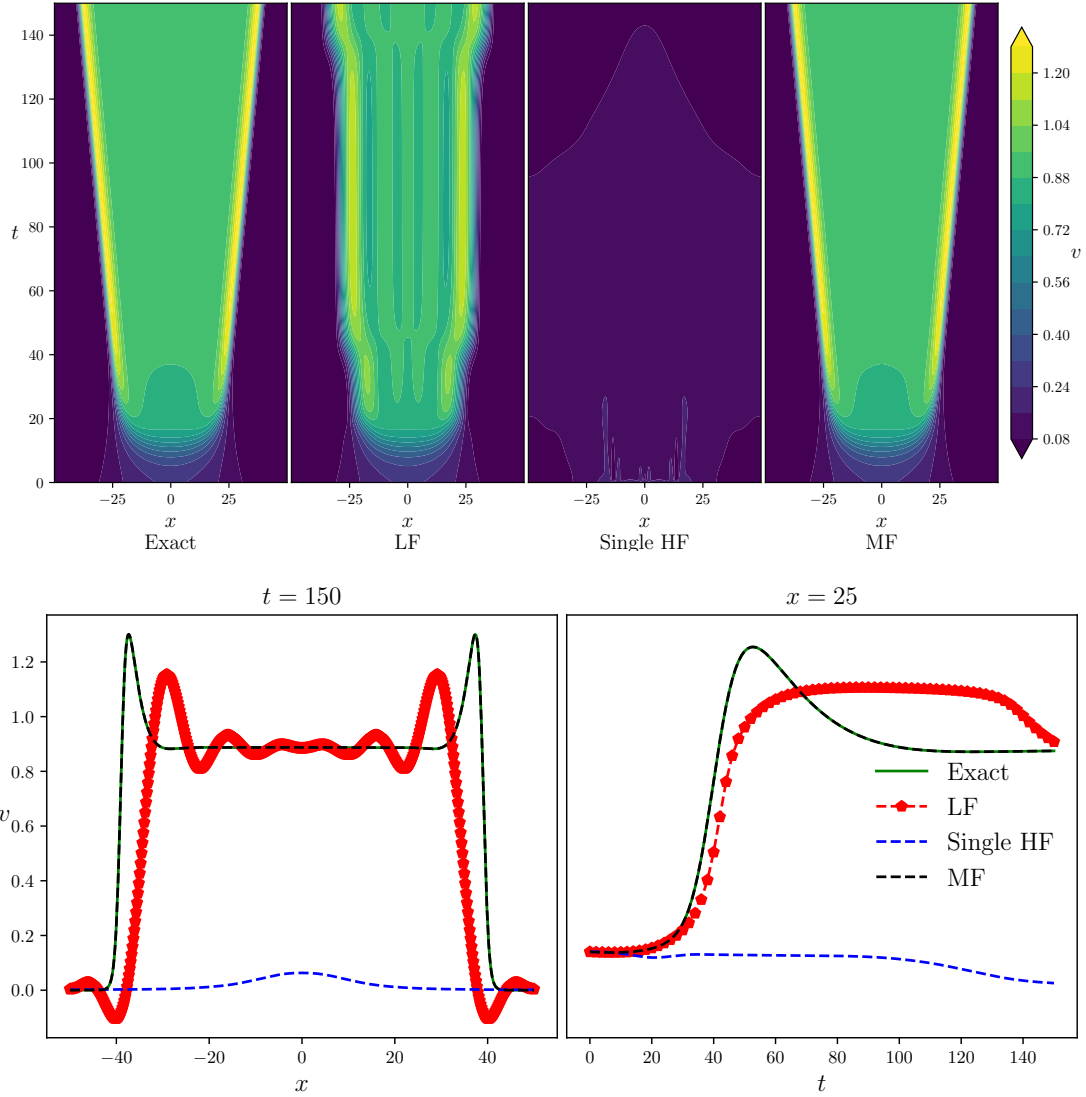 140
120
100
t 80
60
40
20
0
−25 0 25
x
Exact
−25 0 25
x
LF
−25 0 25
x
Single HF
−25 0 25
x
MF
1.20
1.04
0.88
0.72
v
0.56
0.40
0.24
0.08
t = 150
1.2
1.0
0.8
v 0.6
0.4
0.2
0.0
−40 −20 0 20 40
x
x = 25
Exact
LF
Single HF
MF
0 20 40 60 80 100 120 140
t